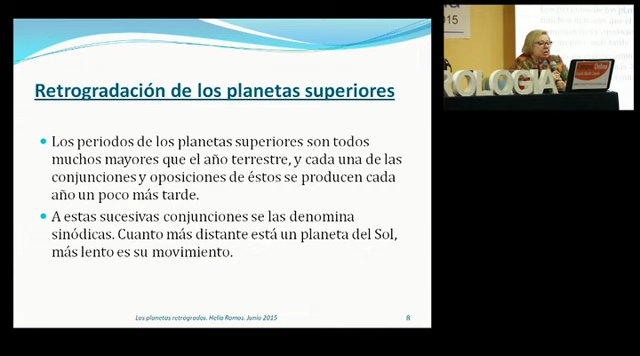 Retrogradación de los planetas superiores
Los periodos de los planetas superiores son todos
muchos mayores que el año terrestre, y cada una de las
conjunciones y oposiciones de éstos se producen cada
año un poco más tarde.
A estas sucesivas conjunciones se las denomina
sinódicas. Cuanto más distante está un planeta del Sol,
más lento es su movimiento.
Los planetas retrógrados. Helia Ramos. Junio 2015
8
2015
ROLOGIA